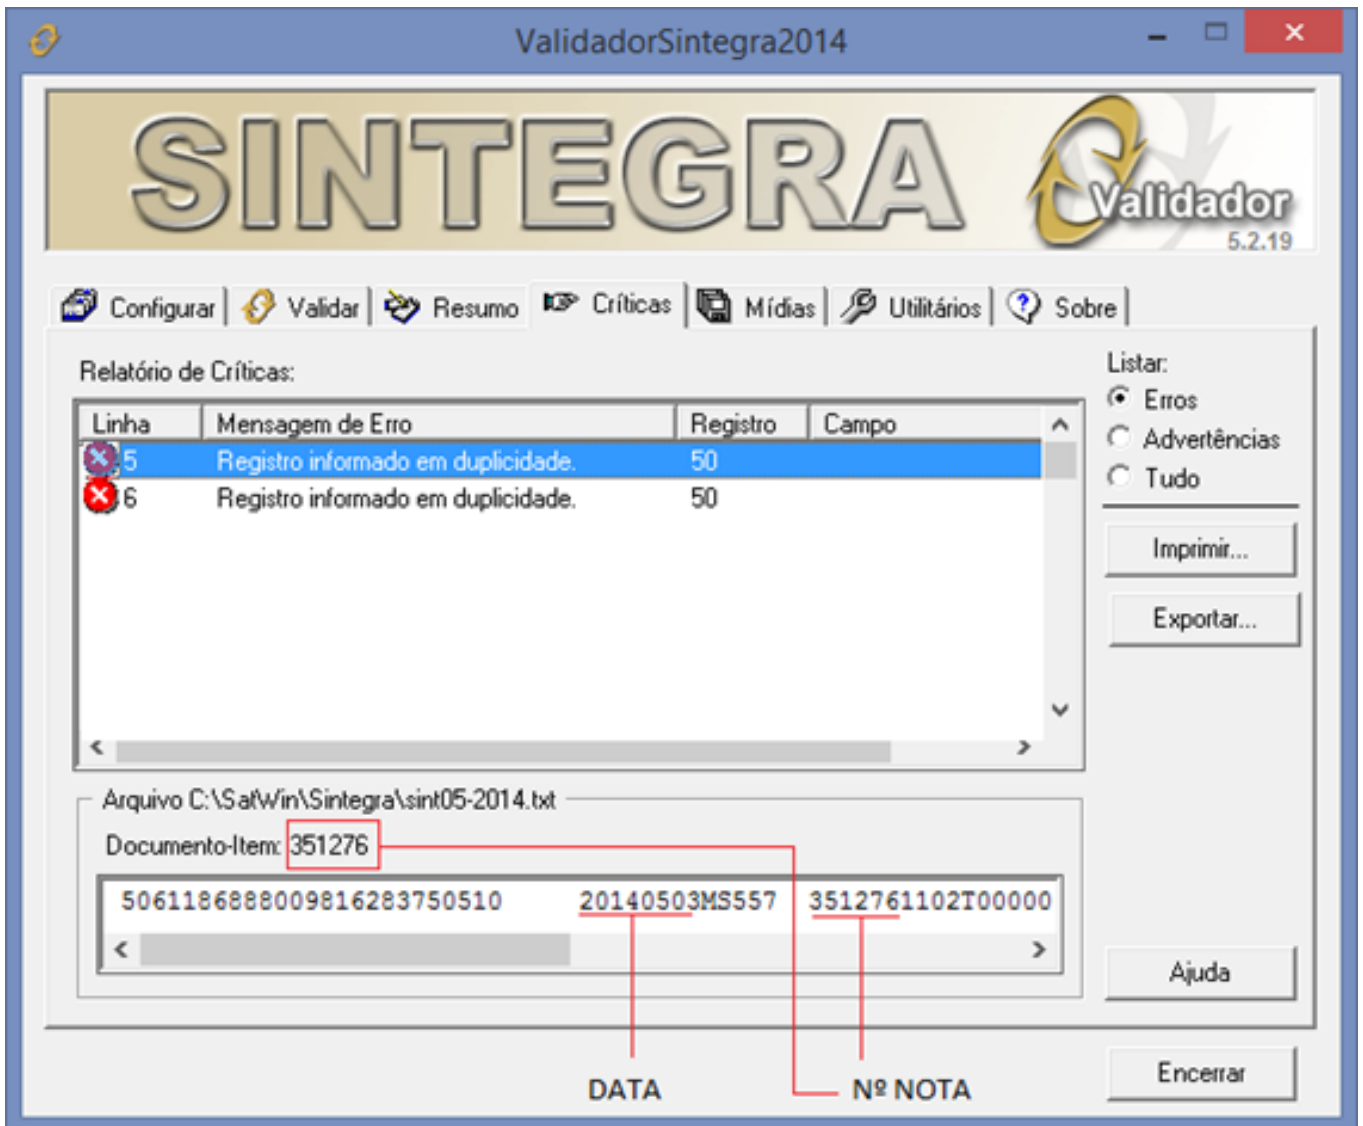 ValidadorSintegra2014
SINTEGRA
Validador
5.2.19
Configurar Validar Resumo Críticas Mídias Utilitários Sobre
Relatório de Críticas:
Linha Mensagem de Erro Registro Campo
5 Registro informado em duplicidade. 50
6 Registro informado em duplicidade. 50
Listar:
Erros
Advertências
Tudo
Imprimir...
Exportar...
Arquivo C:\SatWin\Sintegra\sint05-2014.txt
Documento-Item: 351276
50611868880009816283750510 20140503MS557 3512761102T00000
Ajuda
DATA Nº NOTA
Encerrar